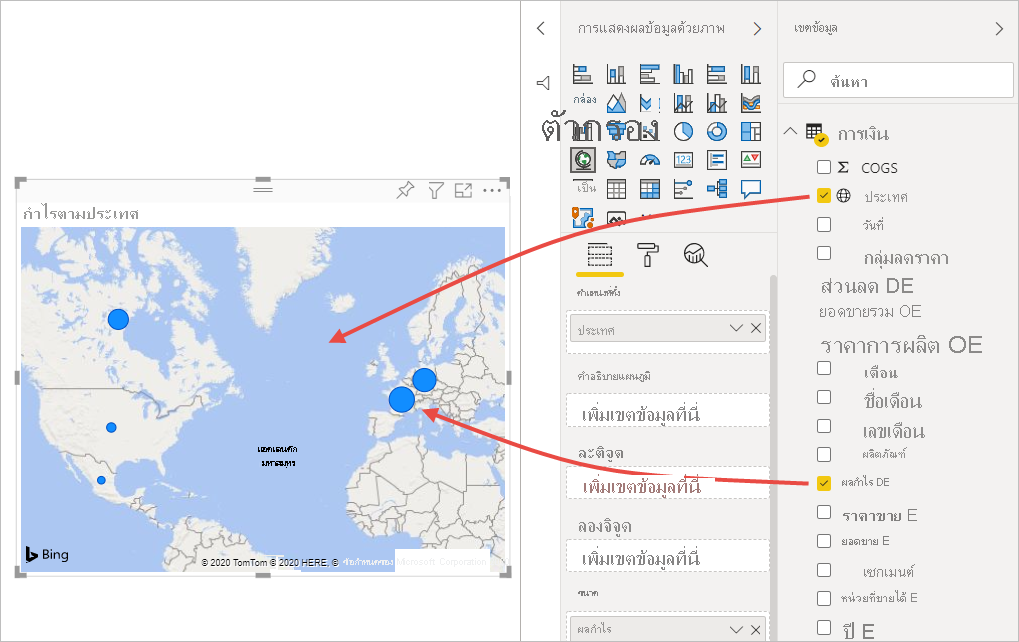 กำไรตามประเทศ
แอตแลนติก
มหาสมุทร
Bing
© 2020 TomTom © 2020 HERE, © ข้อกำหนดของ Microsoft Corporation
การแสดงผลข้อมูลด้วยภาพ
กล่อง
ตัวกรอง
123
เป็น
ตำแหน่งที่ตั้ง
ประเทศ
คำอธิบายแผนภูมิ
เพิ่มเขตข้อมูลที่นี่
ละติจูด
เพิ่มเขตข้อมูลที่นี่
ลองจิจูด
เพิ่มเขตข้อมูลที่นี่
ขนาด
ผลกำไร
เขตข้อมูล
ค้นหา
การเงิน
COGS
ประเทศ
วันที่
กลุ่มลดราคา
ส่วนลด DE
ยอดขายรวม OE
ราคาการผลิต OE
เดือน
ชื่อเดือน
เลขเดือน
ผลิตภัณฑ์
ผลกำไร DE
ราคาขาย E
ยอดขาย E
เซกเมนต์
หน่วยที่ขายได้ E
ปี E